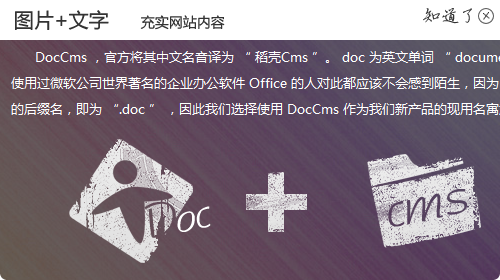 图片+文字 充实网站内容 知道了
DocCms ，官方将其中文名音译为 “ 稻壳Cms ”。 doc 为英文单词 “ docum
使用过微软公司世界著名的企业办公软件 Office 的人对此都应该不会感到陌生，因为
的后缀名，即为 “.doc ” ，因此我们选择使用 DocCms 作为我们新产品的现用名寓
DOC + CMS